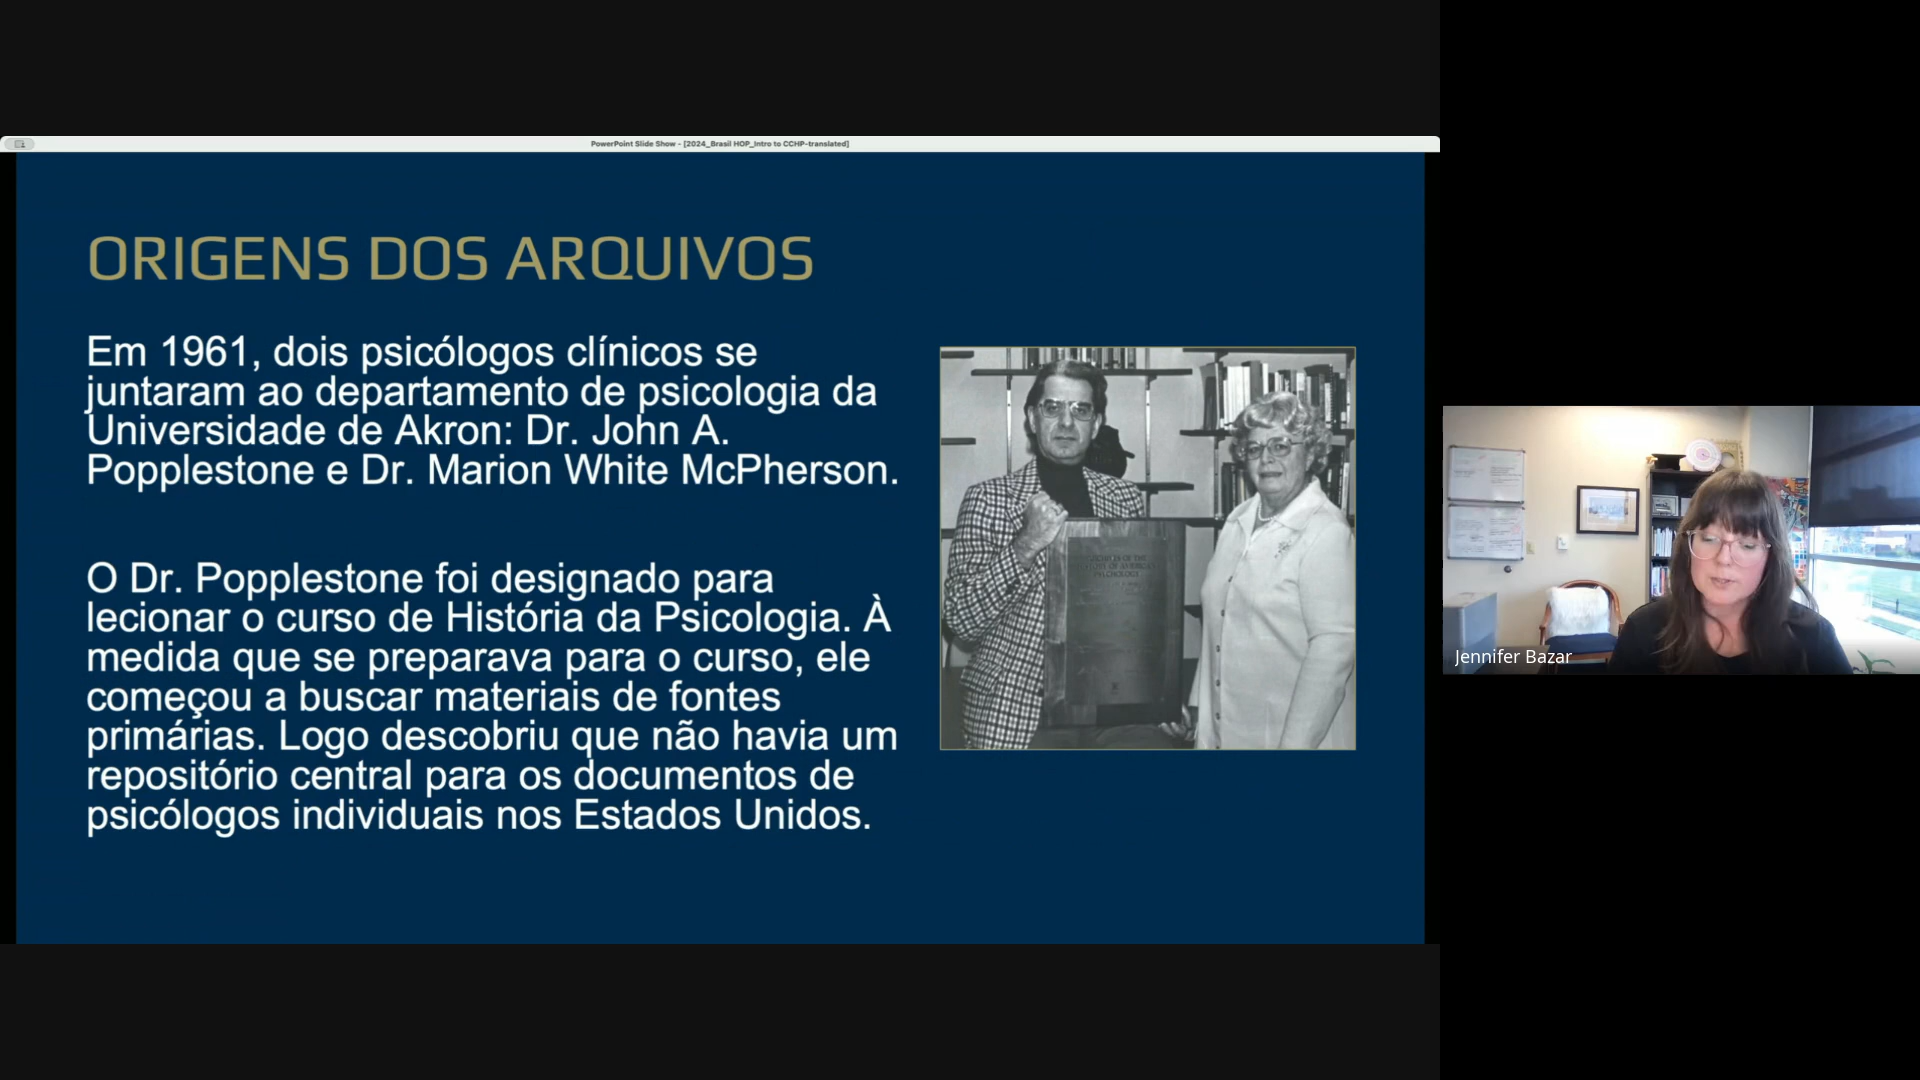 PowerPoint Slide Show - [2024_Brasil HOP_Intro to CCHP-translated]
ORIGENS DOS ARQUIVOS
Em 1961, dois psicólogos clínicos se
juntaram ao departamento de psicologia da
Universidade de Akron: Dr. John A.
Popplestone e Dr. Marion White McPherson.
O Dr. Popplestone foi designado para
lecionar o curso de História da Psicologia. À
medida que se preparava para o curso, ele
começou a buscar materiais de fontes
primárias. Logo descobriu que não havia um
repositório central para os documentos de
psicólogos individuais nos Estados Unidos.
Jennifer Bazar